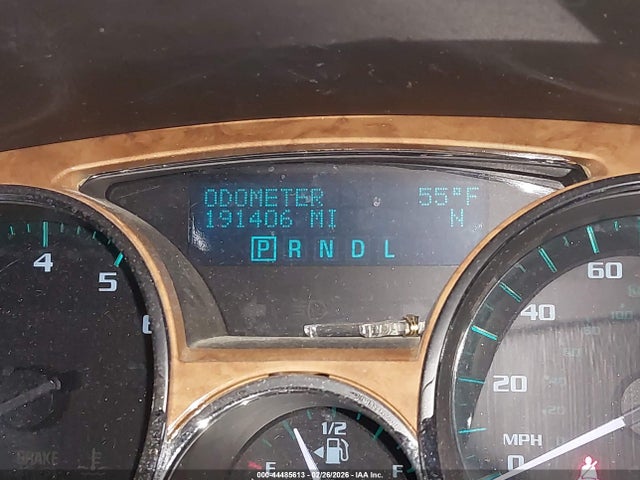 ODOMETER 55°F
191406 MI N
P R N D L
4
5
6
60
40
20
MPH
0
1/2
E
F
BRAKE
000-44485613 - 02/26/2026 - IAA Inc.